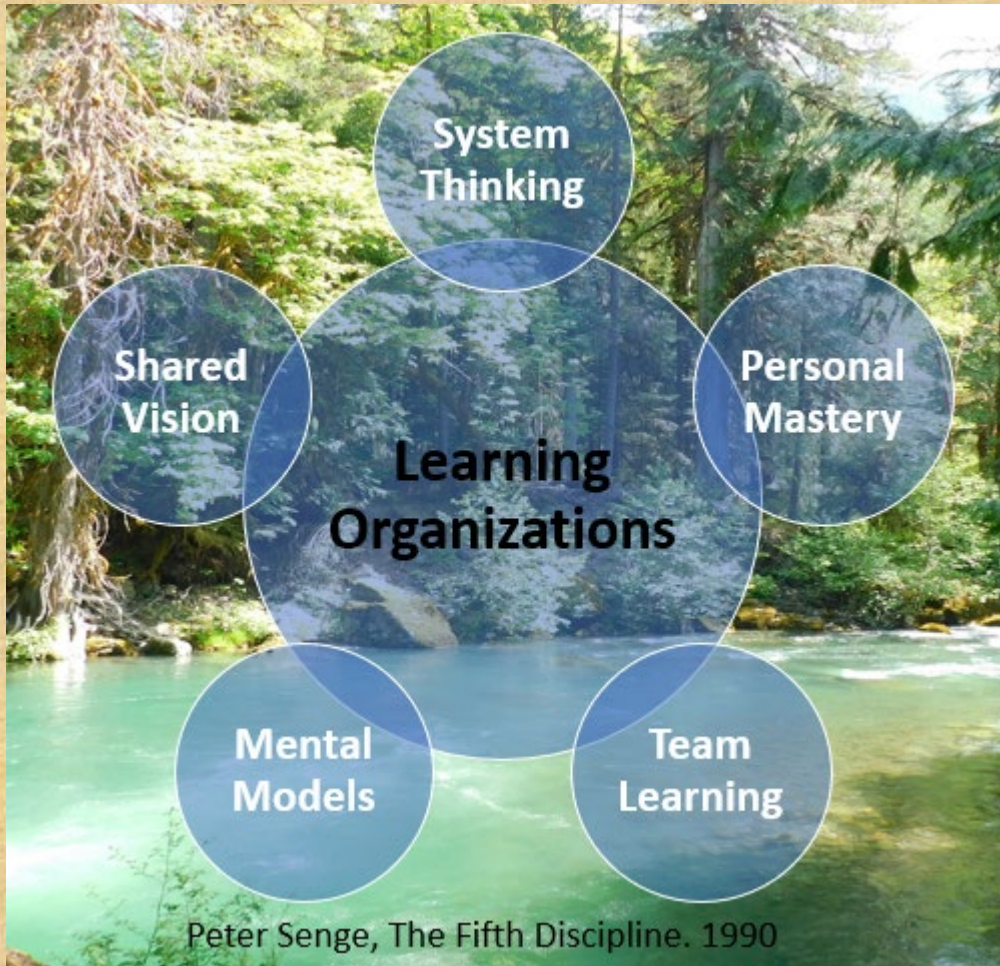 System
Thinking
Shared
Vision
Personal
Mastery
Learning
Organizations
Mental
Models
Team
Learning
Peter Senge, The Fifth Discipline. 1990